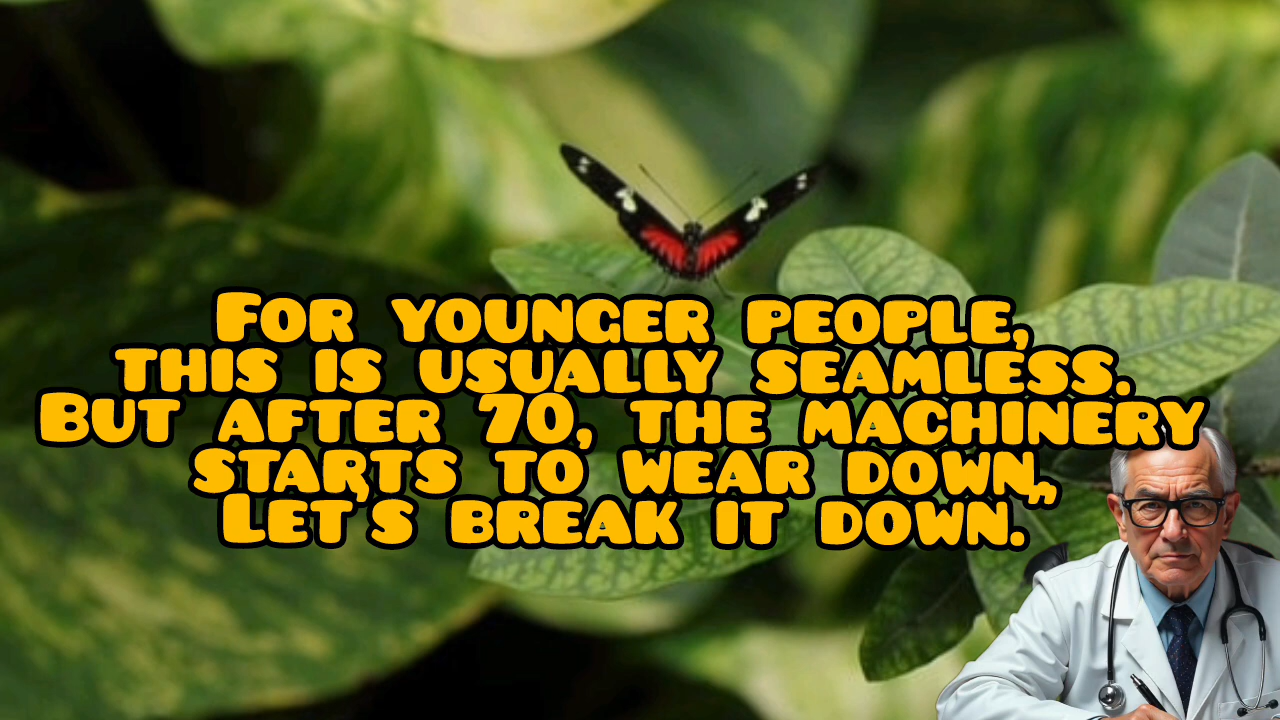 For younger people,
this is usually seamless.
But after 70, the machinery
starts to wear down,
Let's break it down."